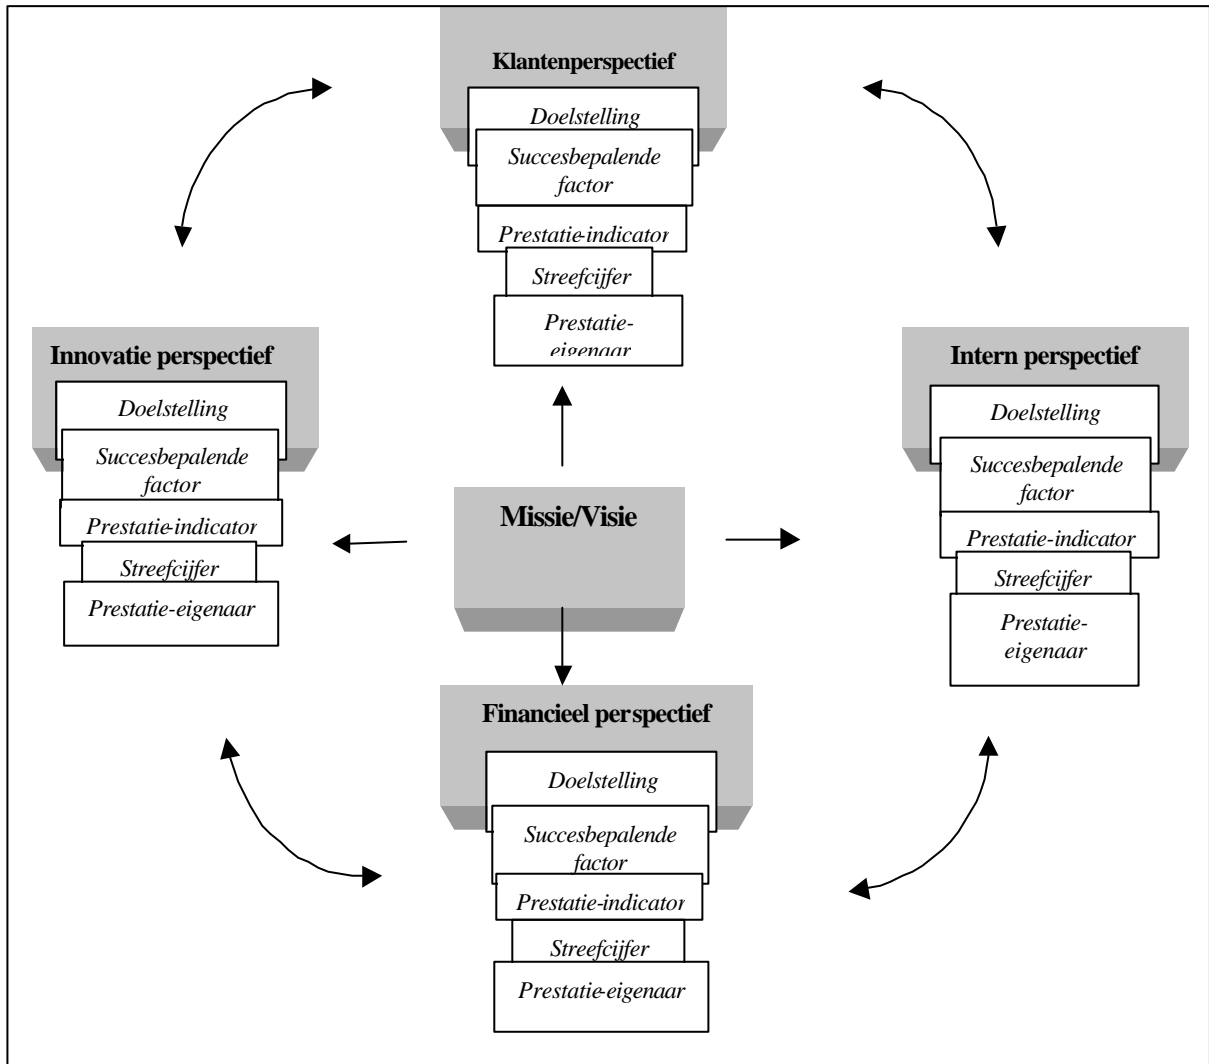 Klantenperspectief
Doelstelling
Succesbepalende
factor
Prestatie-indicator
Streefcijfer
Prestatie-
eigenaar
Innovatie perspectief
Doelstelling
Succesbepalende
factor
Prestatie-indicator
Streefcijfer
Prestatie-eigenaar
Missie/Visie
Intern perspectief
Doelstelling
Succesbepalende
factor
Prestatie-indicator
Streefcijfer
Prestatie-
eigenaar
Financieel perspectief
Doelstelling
Succesbepalende
factor
Prestatie-indicator
Streefcijfer
Prestatie-eigenaar